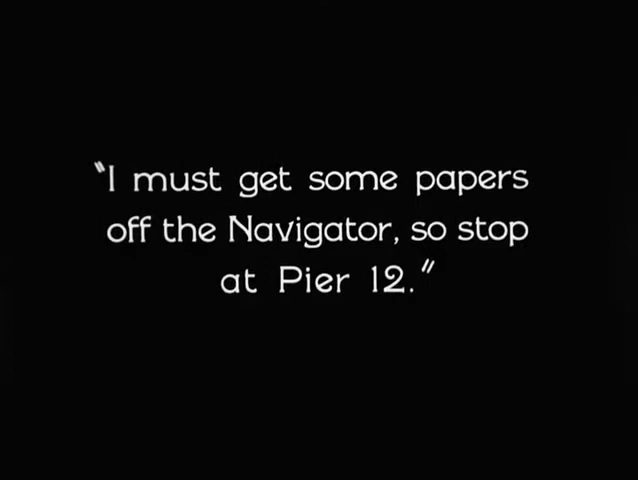 "I must get some papers
off the Navigator, so stop
at Pier 12."